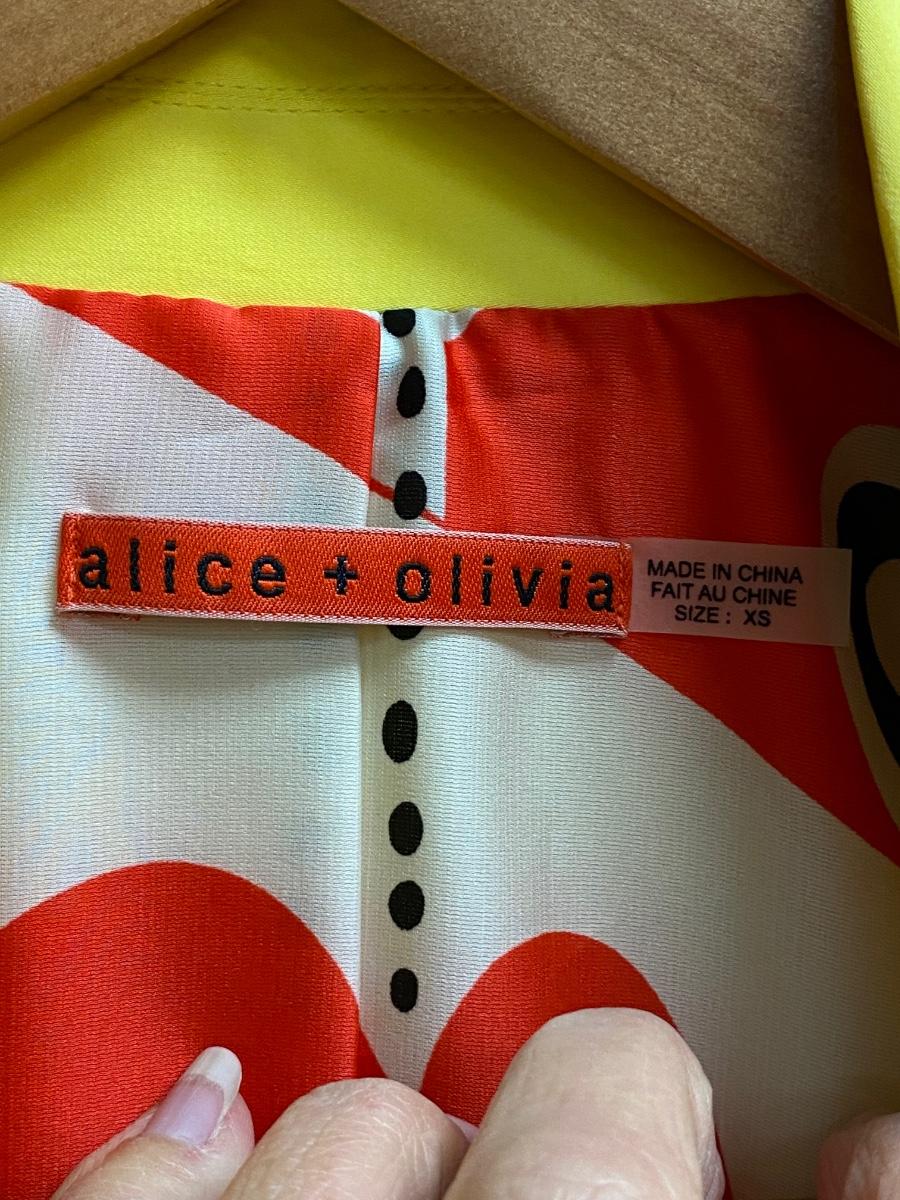 alice + olivia
MADE IN CHINA
FAIT AU CHINE
SIZE : XS